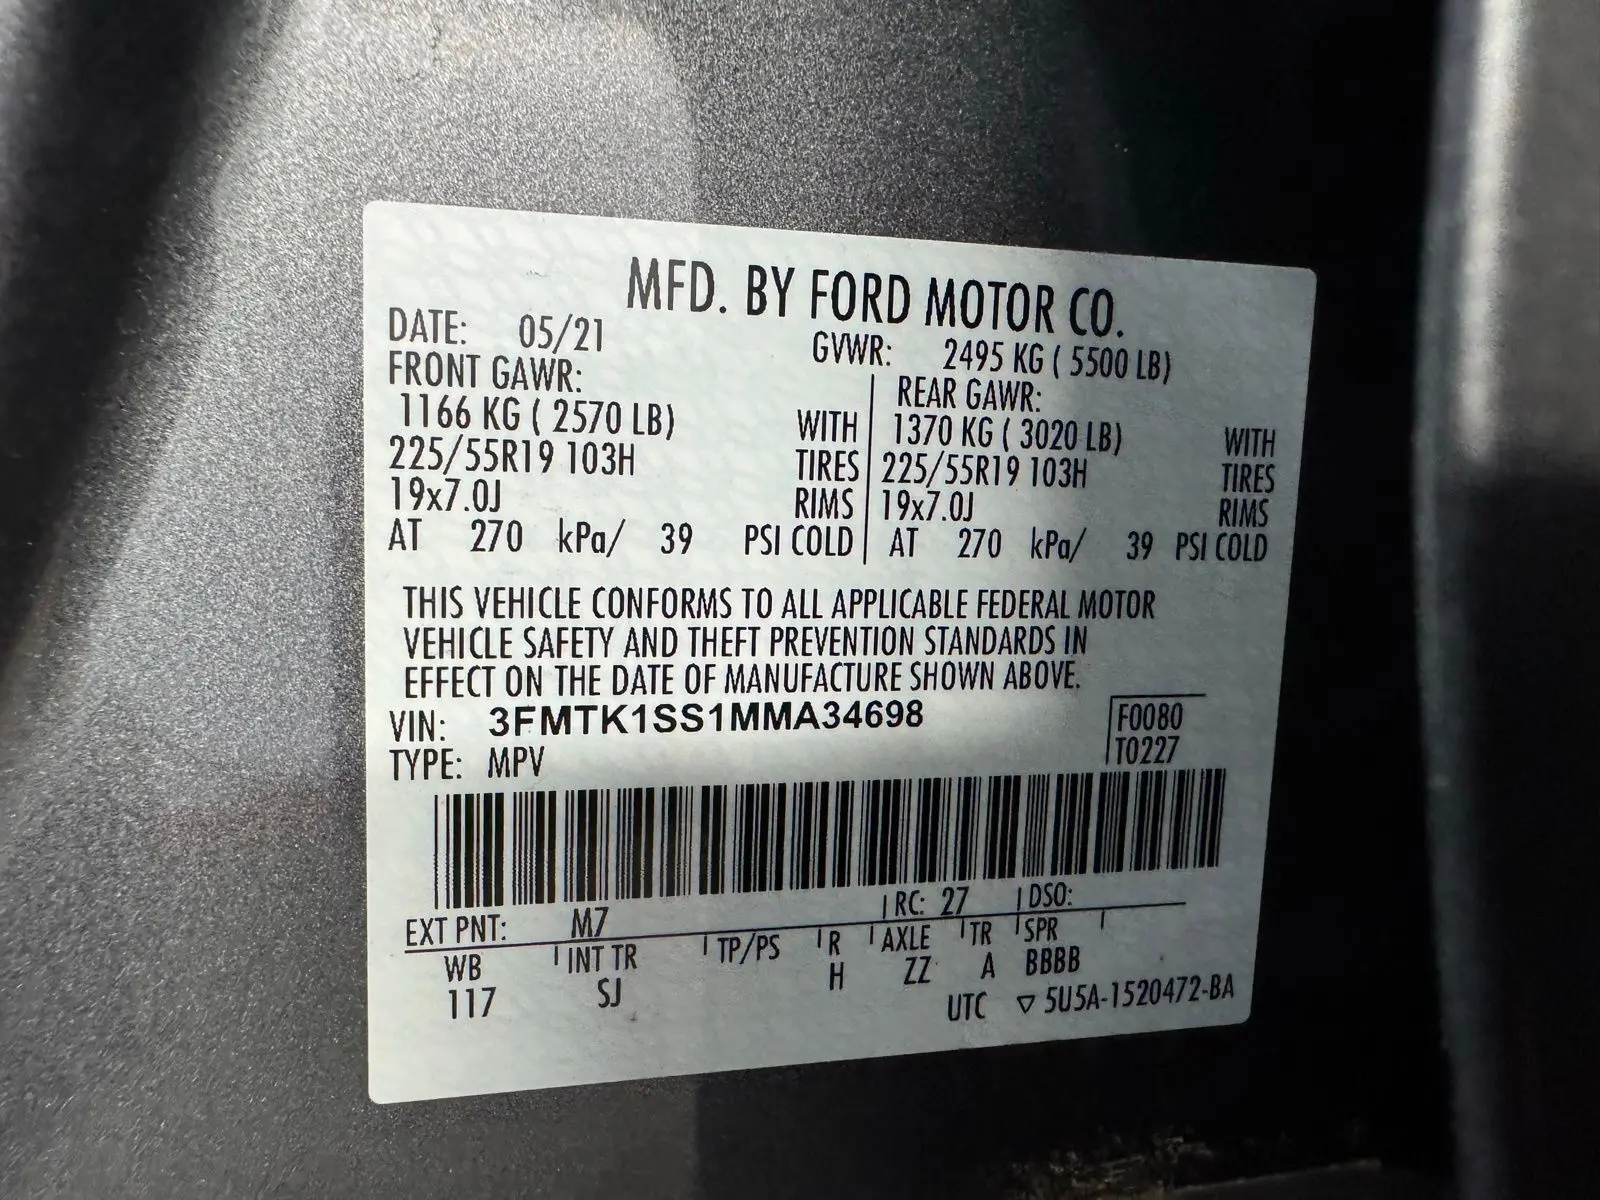 MFD. BY FORD MOTOR CO.
DATE: 05/21 GVWR: 2495 KG ( 5500 LB)
FRONT GAWR: REAR GAWR:
1166 KG ( 2570 LB) WITH 1370 KG ( 3020 LB) WITH
225/55R19 103H TIRES 225/55R19 103H TIRES
19x7.0J RIMS 19x7.0J RIMS
AT 270 kPa/ 39 PSI COLD AT 270 kPa/ 39 PSI COLD
THIS VEHICLE CONFORMS TO ALL APPLICABLE FEDERAL MOTOR
VEHICLE SAFETY AND THEFT PREVENTION STANDARDS IN
EFFECT ON THE DATE OF MANUFACTURE SHOWN ABOVE.
VIN: 3FMTK1SS1MMA34698 F0080
TYPE: MPV T0227
EXT PNT: M7 RC: 27 DSO:
WB INT TR TP/PS R AXLE TR SPR
117 SJ H ZZ A BBBB
UTC ▽ 5U5A-1520472-BA